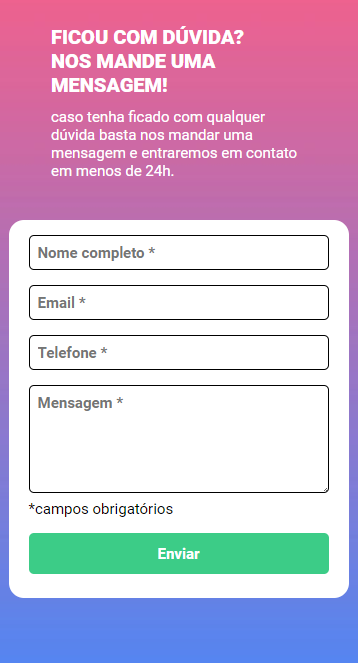 FICOU COM DÚVIDA?
NOS MANDE UMA
MENSAGEM!
caso tenha ficado com qualquer
dúvida basta nos mandar uma
mensagem e entraremos em contato
em menos de 24h.
Nome completo *
Email *
Telefone *
Mensagem *
*campos obrigatórios
Enviar